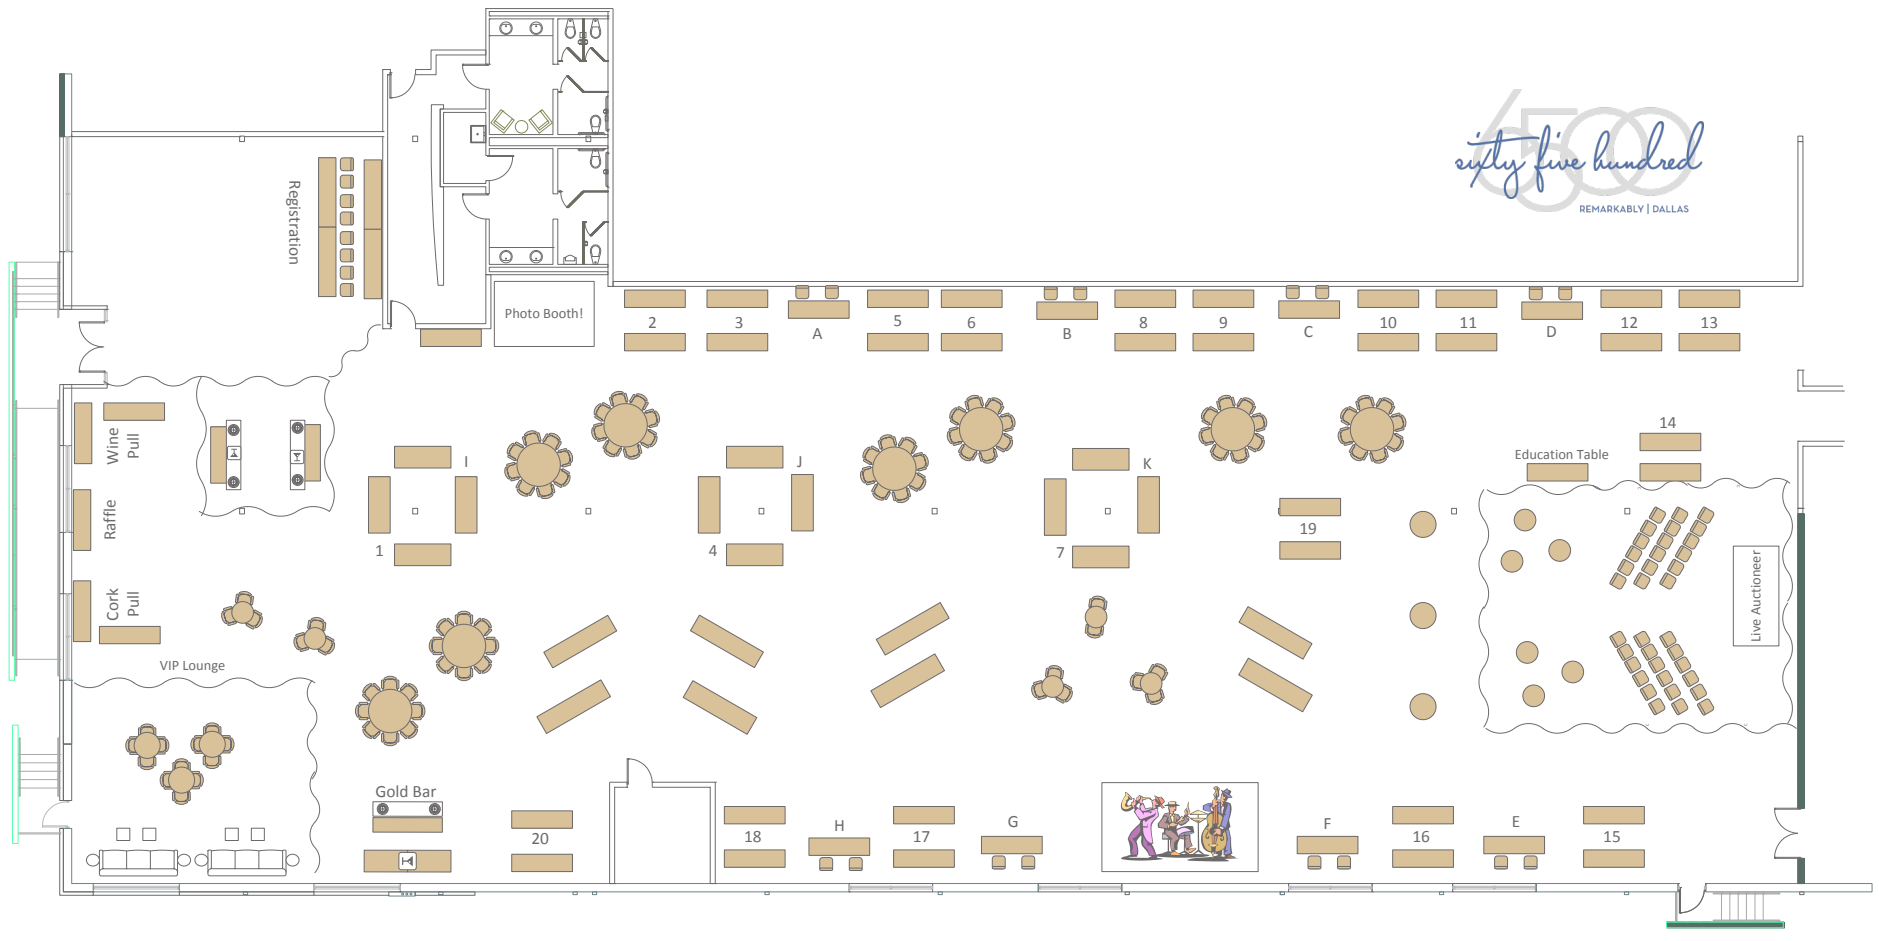 6500
sixty five hundred
REMARKABLY | DALLAS
Registration
Photo Booth!
2
3
A
5
6
B
8
9
C
10
11
D
12
13
Wine
Pull
Raffle
Cork
Pull
I
1
J
4
K
7
19
14
Education Table
Live Auctioneer
VIP Lounge
Gold Bar
20
18
H
17
G
F
16
E
15